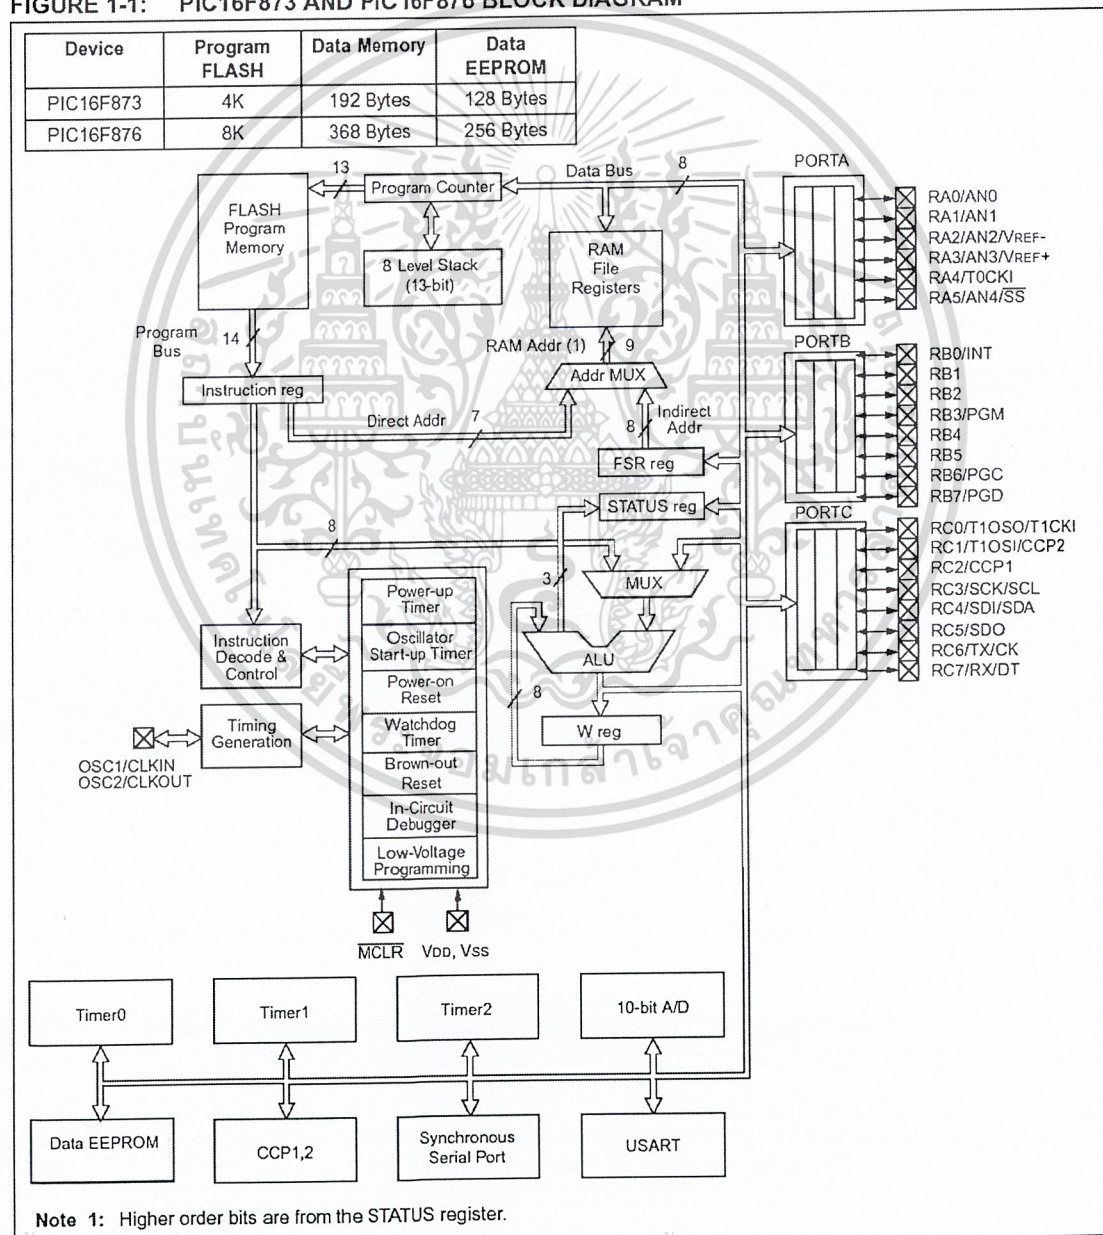 FIGURE 1-1: PIC16F873 AND PIC16F876 BLOCK DIAGRAM
Device Program FLASH Data Memory Data EEPROM
PIC16F873 4K 192 Bytes 128 Bytes
PIC16F876 8K 368 Bytes 256 Bytes
FLASH
Program
Memory
13
Program Counter
Data Bus
8
8 Level Stack
(13-bit)
RAM
File
Registers
PORTA
RA0/AN0
RA1/AN1
RA2/AN2/VREF-
RA3/AN3/VREF+
RA4/T0CKI
RA5/AN4/SS
Program
Bus
14
RAM Addr (1)
9
Addr MUX
Instruction reg
Direct Addr
7
8
Indirect
Addr
FSR reg
STATUS reg
PORTB
RB0/INT
RB1
RB2
RB3/PGM
RB4
RB5
RB6/PGC
RB7/PGD
PORTC
RC0/T1OSO/T1CKI
RC1/T1OSI/CCP2
RC2/CCP1
RC3/SCK/SCL
RC4/SDI/SDA
RC5/SDO
RC6/TX/CK
RC7/RX/DT
8
3
MUX
ALU
8
W reg
Instruction
Decode &
Control
Timing
Generation
OSC1/CLKIN
OSC2/CLKOUT
Power-up
Timer
Oscillator
Start-up Timer
Power-on
Reset
Watchdog
Timer
Brown-out
Reset
In-Circuit
Debugger
Low-Voltage
Programming
MCLR
VDD, VSS
Timer0
Timer1
Timer2
10-bit A/D
Data EEPROM
CCP1,2
Synchronous
Serial Port
USART
Note 1: Higher order bits are from the STATUS register.